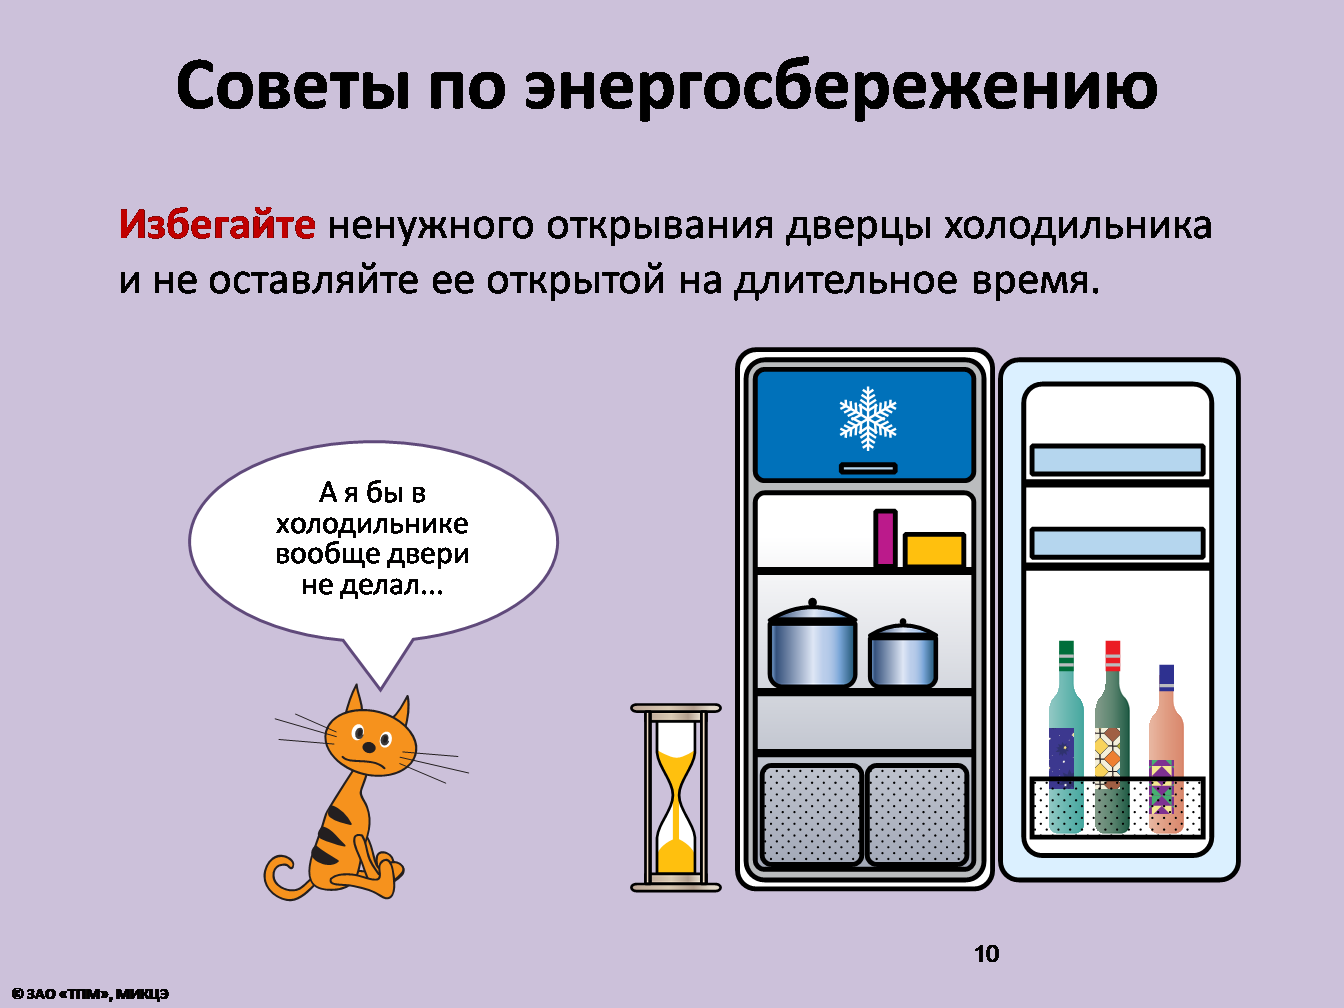 Советы по энергосбережению
Избегайте ненужного открывания дверцы холодильника
и не оставляйте ее открытой на длительное время.
А я бы в
холодильнике
вообще двери
не делал...
10
© ЗАО «ТПМ», МИКЦЭ